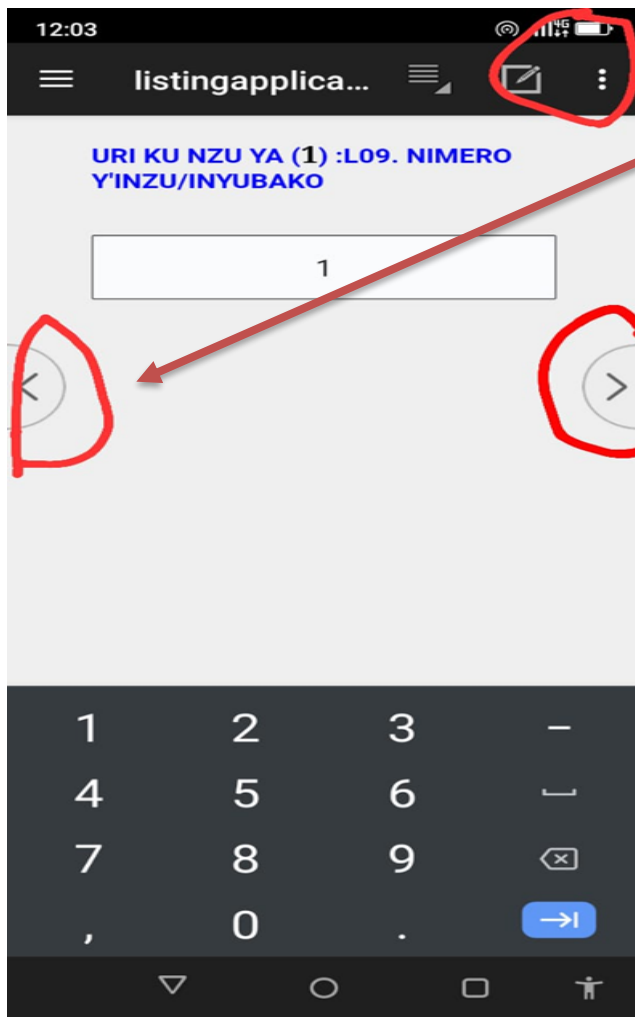 12:03
4G
listingapplica...
URI KU NZU YA (1) :L09. NIMERO
Y'INZU/INYUBAKO
1
1 2 3 -
4 5 6
7 8 9
, 0 .